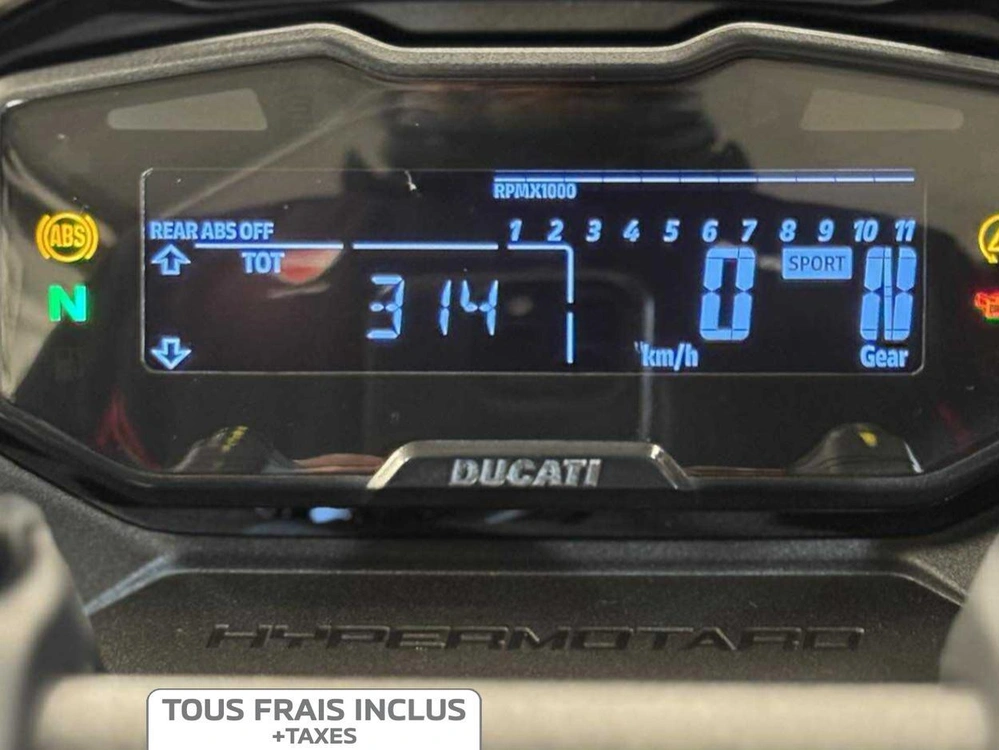 RPMX1000
1 2 3 4 5 6 7 8 9 10 11
REAR ABS OFF
ABS
TOT
SPORT
N
314
0
N
km/h
Gear
DUCATI
HYPERMOTARD
TOUS FRAIS INCLUS
+TAXES